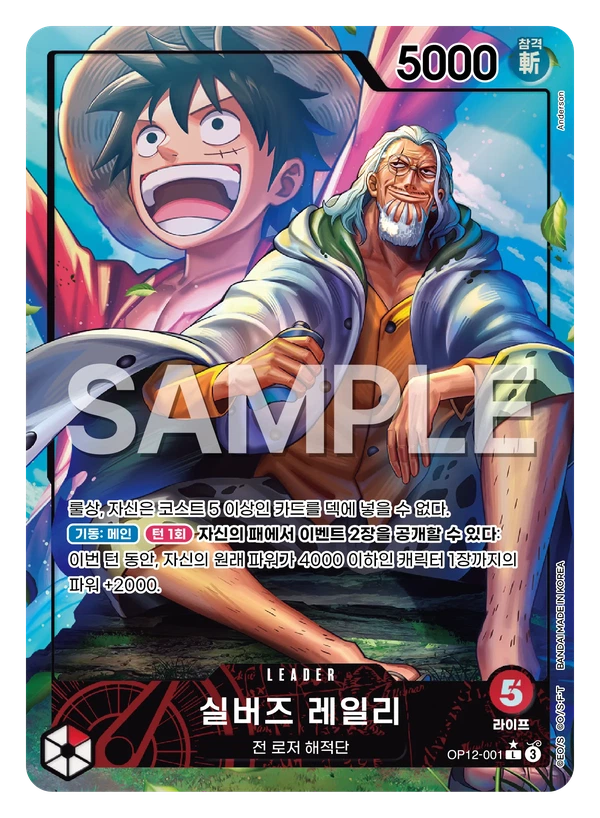 5000
참격
斬
Anderson
SAMPLE
룰상, 자신은 코스트 5 이상인 카드를 덱에 넣을 수 없다.
기동: 메인 턴 1회 자신의 패에서 이벤트 2장을 공개할 수 있다:
이번 턴 동안, 자신의 원래 파워가 4000 이하인 캐릭터 1장까지의
파워 +2000.
LEADER
실버즈 레일리
전 로저 해적단
5
라이프
OP12-001 L 3
©EO/S ©O/S·F·T BANDAI MADE IN KOREA